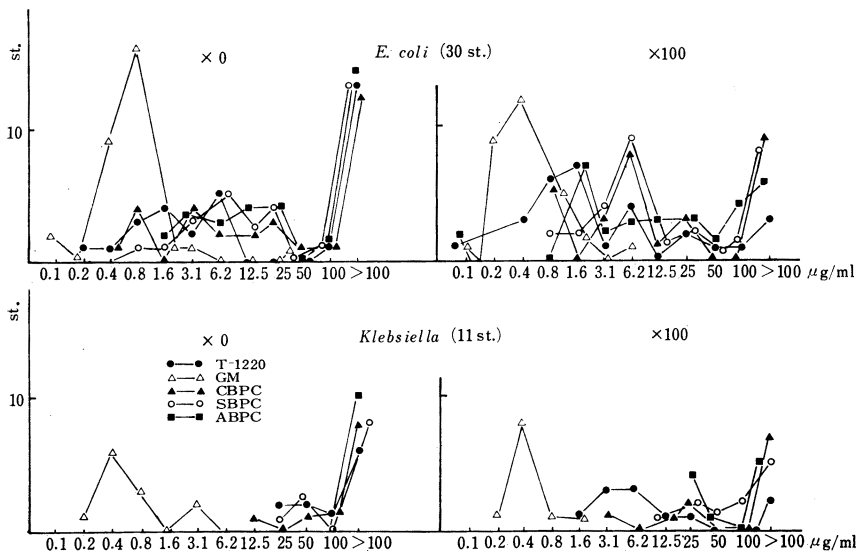 st.
× 0
E. coli (30 st.)
×100
10
0.1 0.2 0.4 0.8 1.6 3.1 6.2 12.5 25 50 100 >100
0.1 0.2 0.4 0.8 1.6 3.1 6.2 12.5 25 50 100 >100 μg/ml
st.
× 0
Klebsiella (11 st.)
×100
T-1220
GM
CBPC
SBPC
ABPC
10
0.1 0.2 0.4 0.8 1.6 3.1 6.2 12.5 25 50 100 >100
0.1 0.2 0.4 0.8 1.6 3.1 6.2 12.5 25 50 100 >100 μg/ml